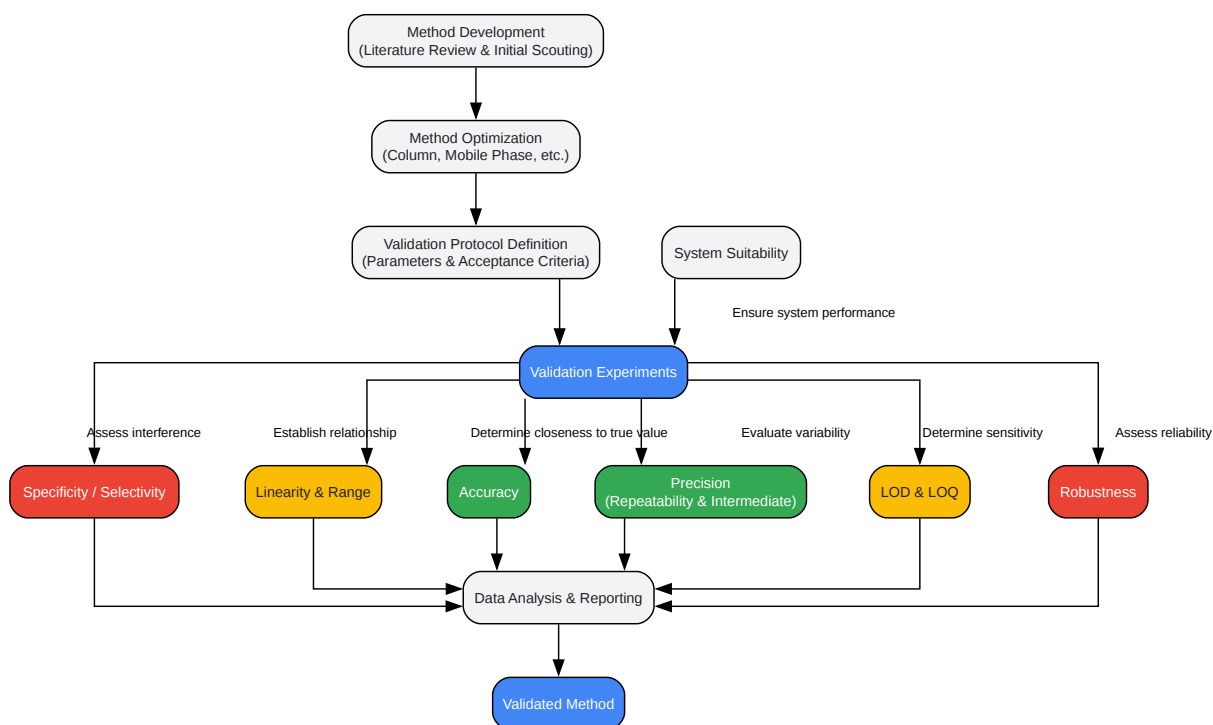 Method Development
(Literature Review & Initial Scouting)
Method Optimization
(Column, Mobile Phase, etc.)
Validation Protocol Definition
(Parameters & Acceptance Criteria)
System Suitability
Ensure system performance
Validation Experiments
Assess interference
Establish relationship
Determine closeness to true value
Evaluate variability
Determine sensitivity
Assess reliability
Specificity / Selectivity
Linearity & Range
Accuracy
Precision
(Repeatability & Intermediate)
LOD & LOQ
Robustness
Data Analysis & Reporting
Validated Method